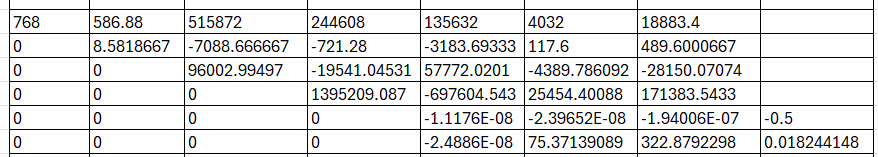 768 586.88 515872 244608 135632 4032 18883.4
0 8.5818667 -7088.666667 -721.28 -3183.69333 117.6 489.6000667
0 0 96002.99497 -19541.04531 57772.0201 -4389.786092 -28150.07074
0 0 0 1395209.087 -697604.543 25454.40088 171383.5433
0 0 0 0 -1.1176E-08 -2.39652E-08 -1.94006E-07 -0.5
0 0 0 0 -2.4886E-08 75.37139089 322.8792298 0.018244148